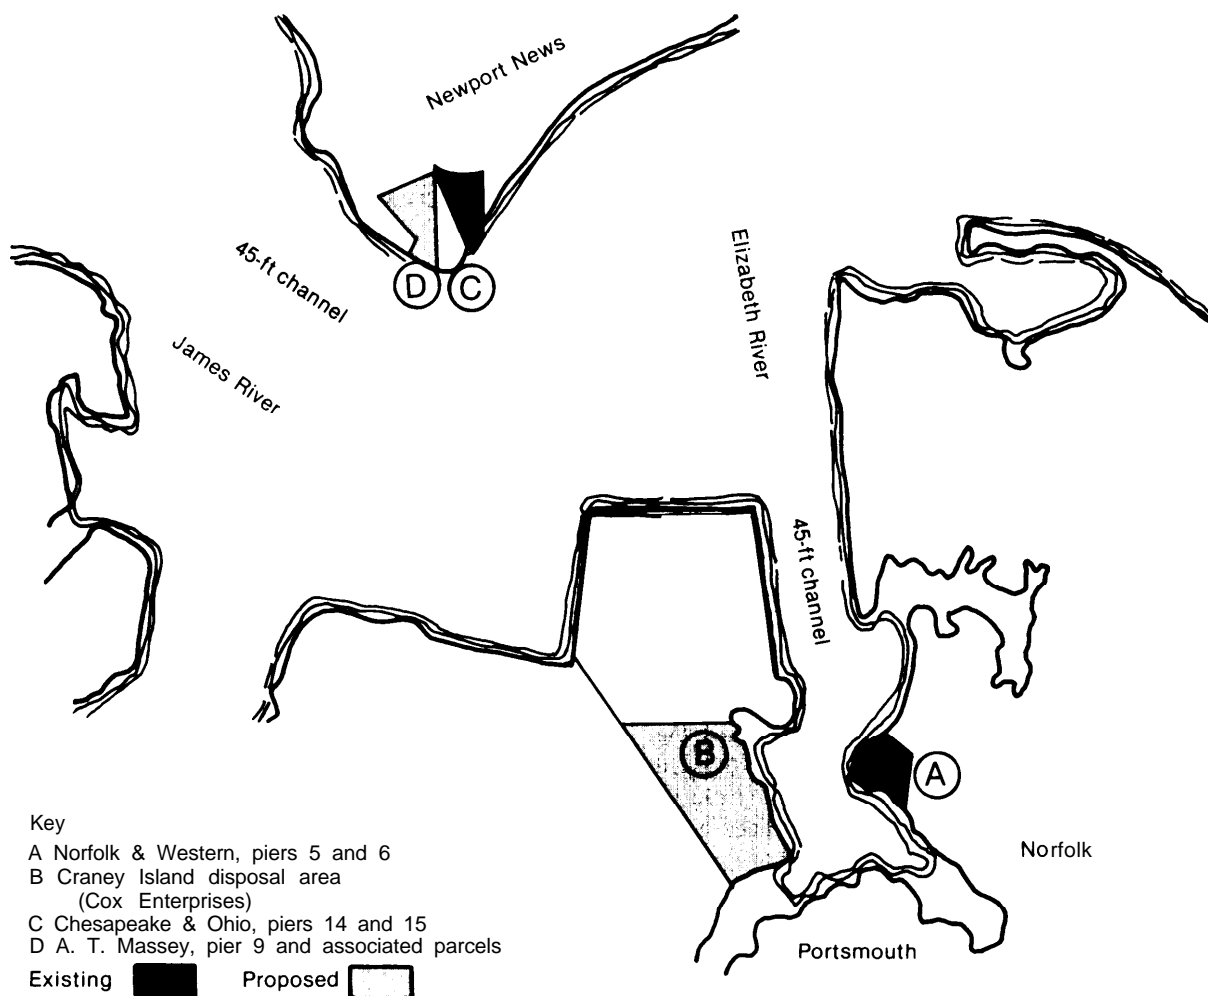 Newport News
45-ft channel
D
C
James River
Elizabeth River
45-ft channel
B
A
Norfolk
Portsmouth
Key
A Norfolk & Western, piers 5 and 6
B Craney Island disposal area
(Cox Enterprises)
C Chesapeake & Ohio, piers 14 and 15
D A. T. Massey, pier 9 and associated parcels
Existing
Proposed